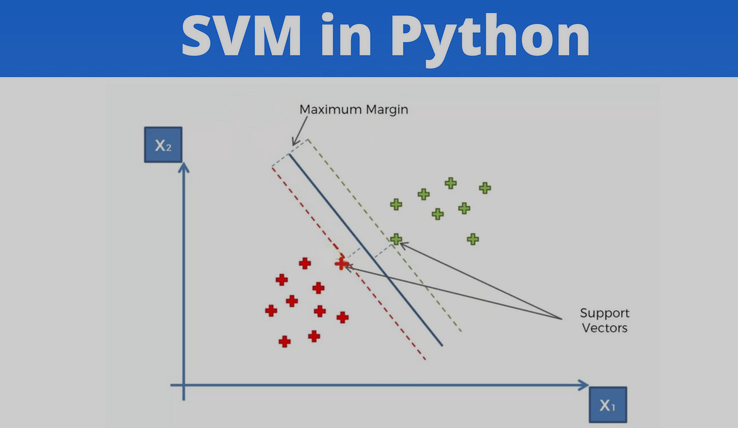 SVM in Python
Maximum Margin
X₂
Support
Vectors
X₁